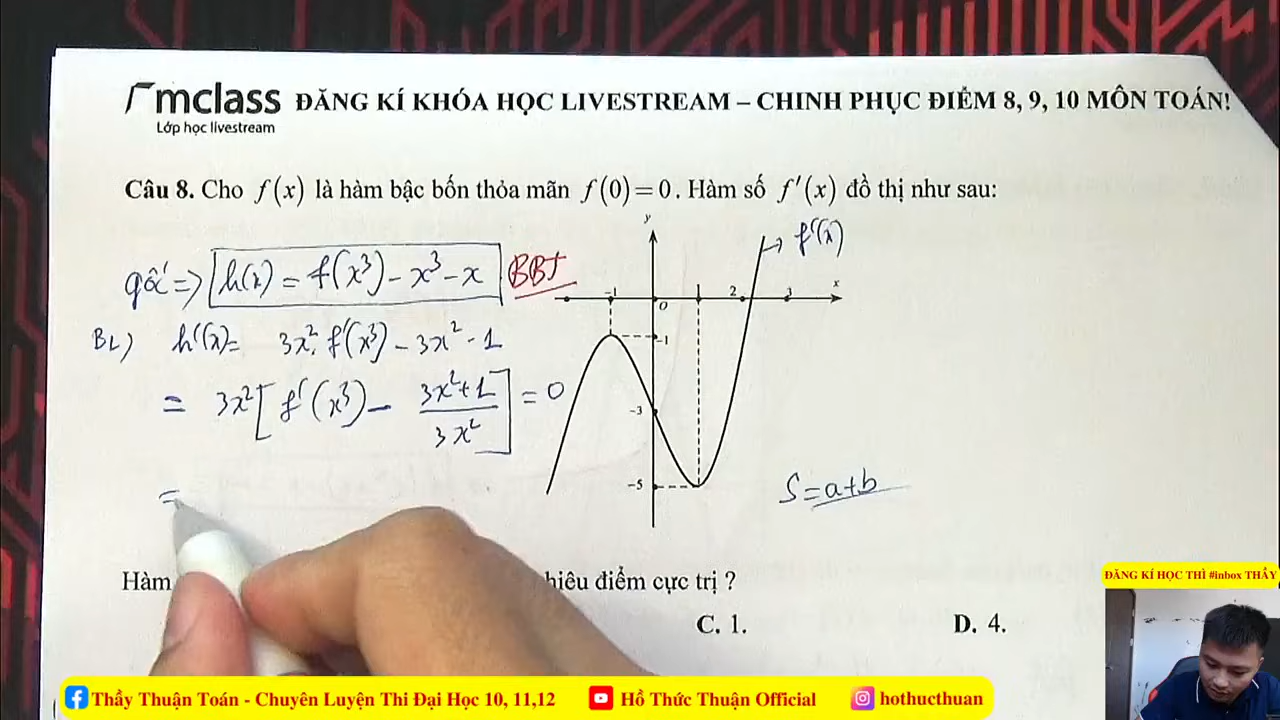 mclass
Lớp học livestream
ĐĂNG KÍ KHÓA HỌC LIVESTREAM – CHINH PHỤC ĐIỂM 8, 9, 10 MÔN TOÁN!
Câu 8. Cho f(x) là hàm bậc bốn thỏa mãn f(0)=0. Hàm số f′(x) đồ thị như sau:
y
→ f'(x)
gốc ⇒ h(x) = f(x³) - x³ - x BBT
-1 O 1 2 3 x
BL) h'(x) = 3x². f'(x³) - 3x² - 1
-1
= 3x² [ f'(x³) - (3x²+1)/(3x²) ] = 0
-3
-5
S = a+b
=
Hàm
hiêu điểm cực trị ?
C. 1. D. 4.
ĐĂNG KÍ HỌC THÌ #inbox THẦY
Thầy Thuận Toán - Chuyên Luyện Thi Đại Học 10, 11,12
Hồ Thức Thuận Official
hothucthuan